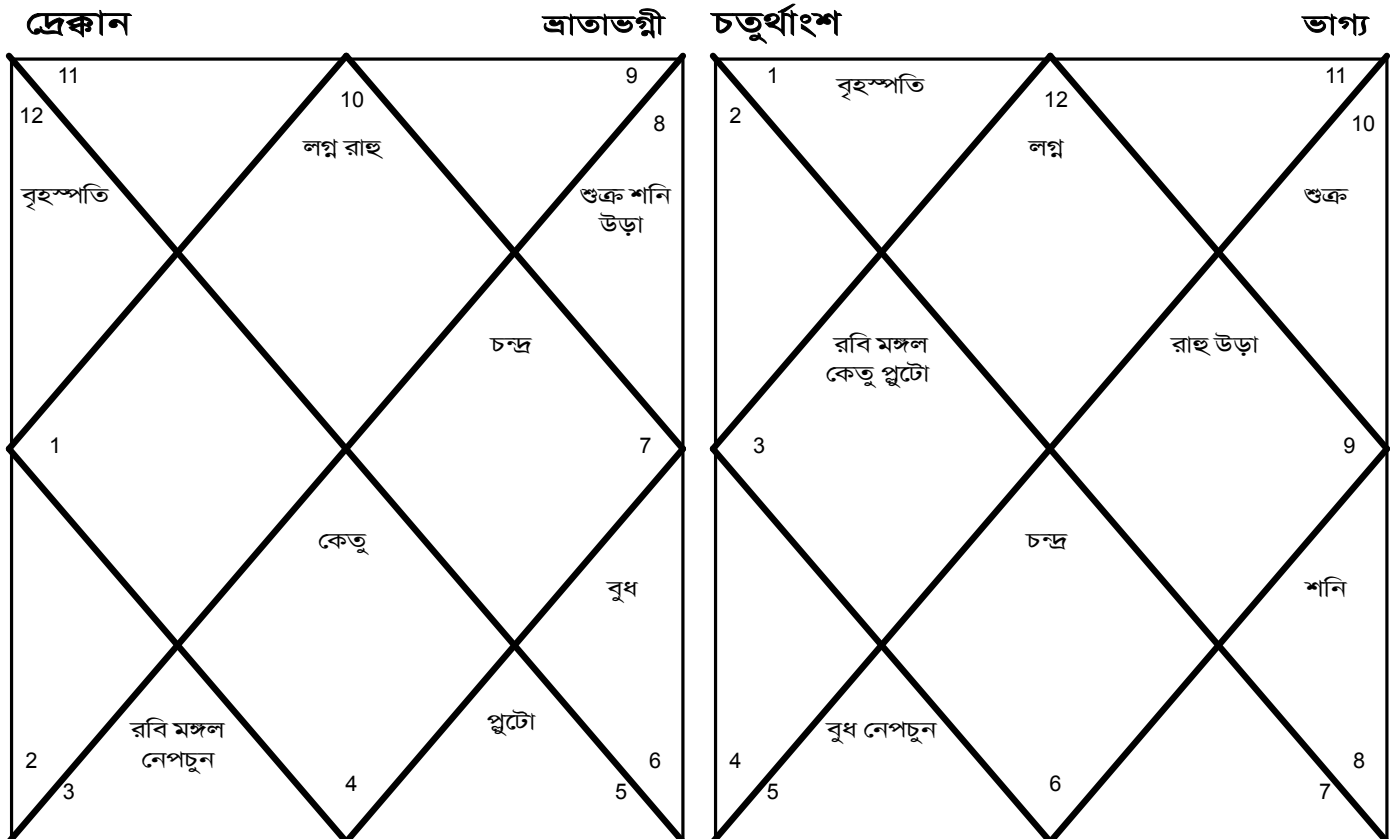 দ্রেক্কান ভ্রাতাভগ্নী
11 10 9
12 8
লগ্ন রাহু
বৃহস্পতি
শুক্র শনি
উড়া
চন্দ্র
1 7
কেতু
বুধ
রবি মঙ্গল
নেপচুন
প্লুটো
2 3 4 5 6
চতুর্থাংশ ভাগ্য
1 বৃহস্পতি 12 11
2 10
লগ্ন
শুক্র
রবি মঙ্গল
কেতু প্লুটো
রাহু উড়া
3 9
চন্দ্র
শনি
বুধ নেপচুন
4 5 6 7 8